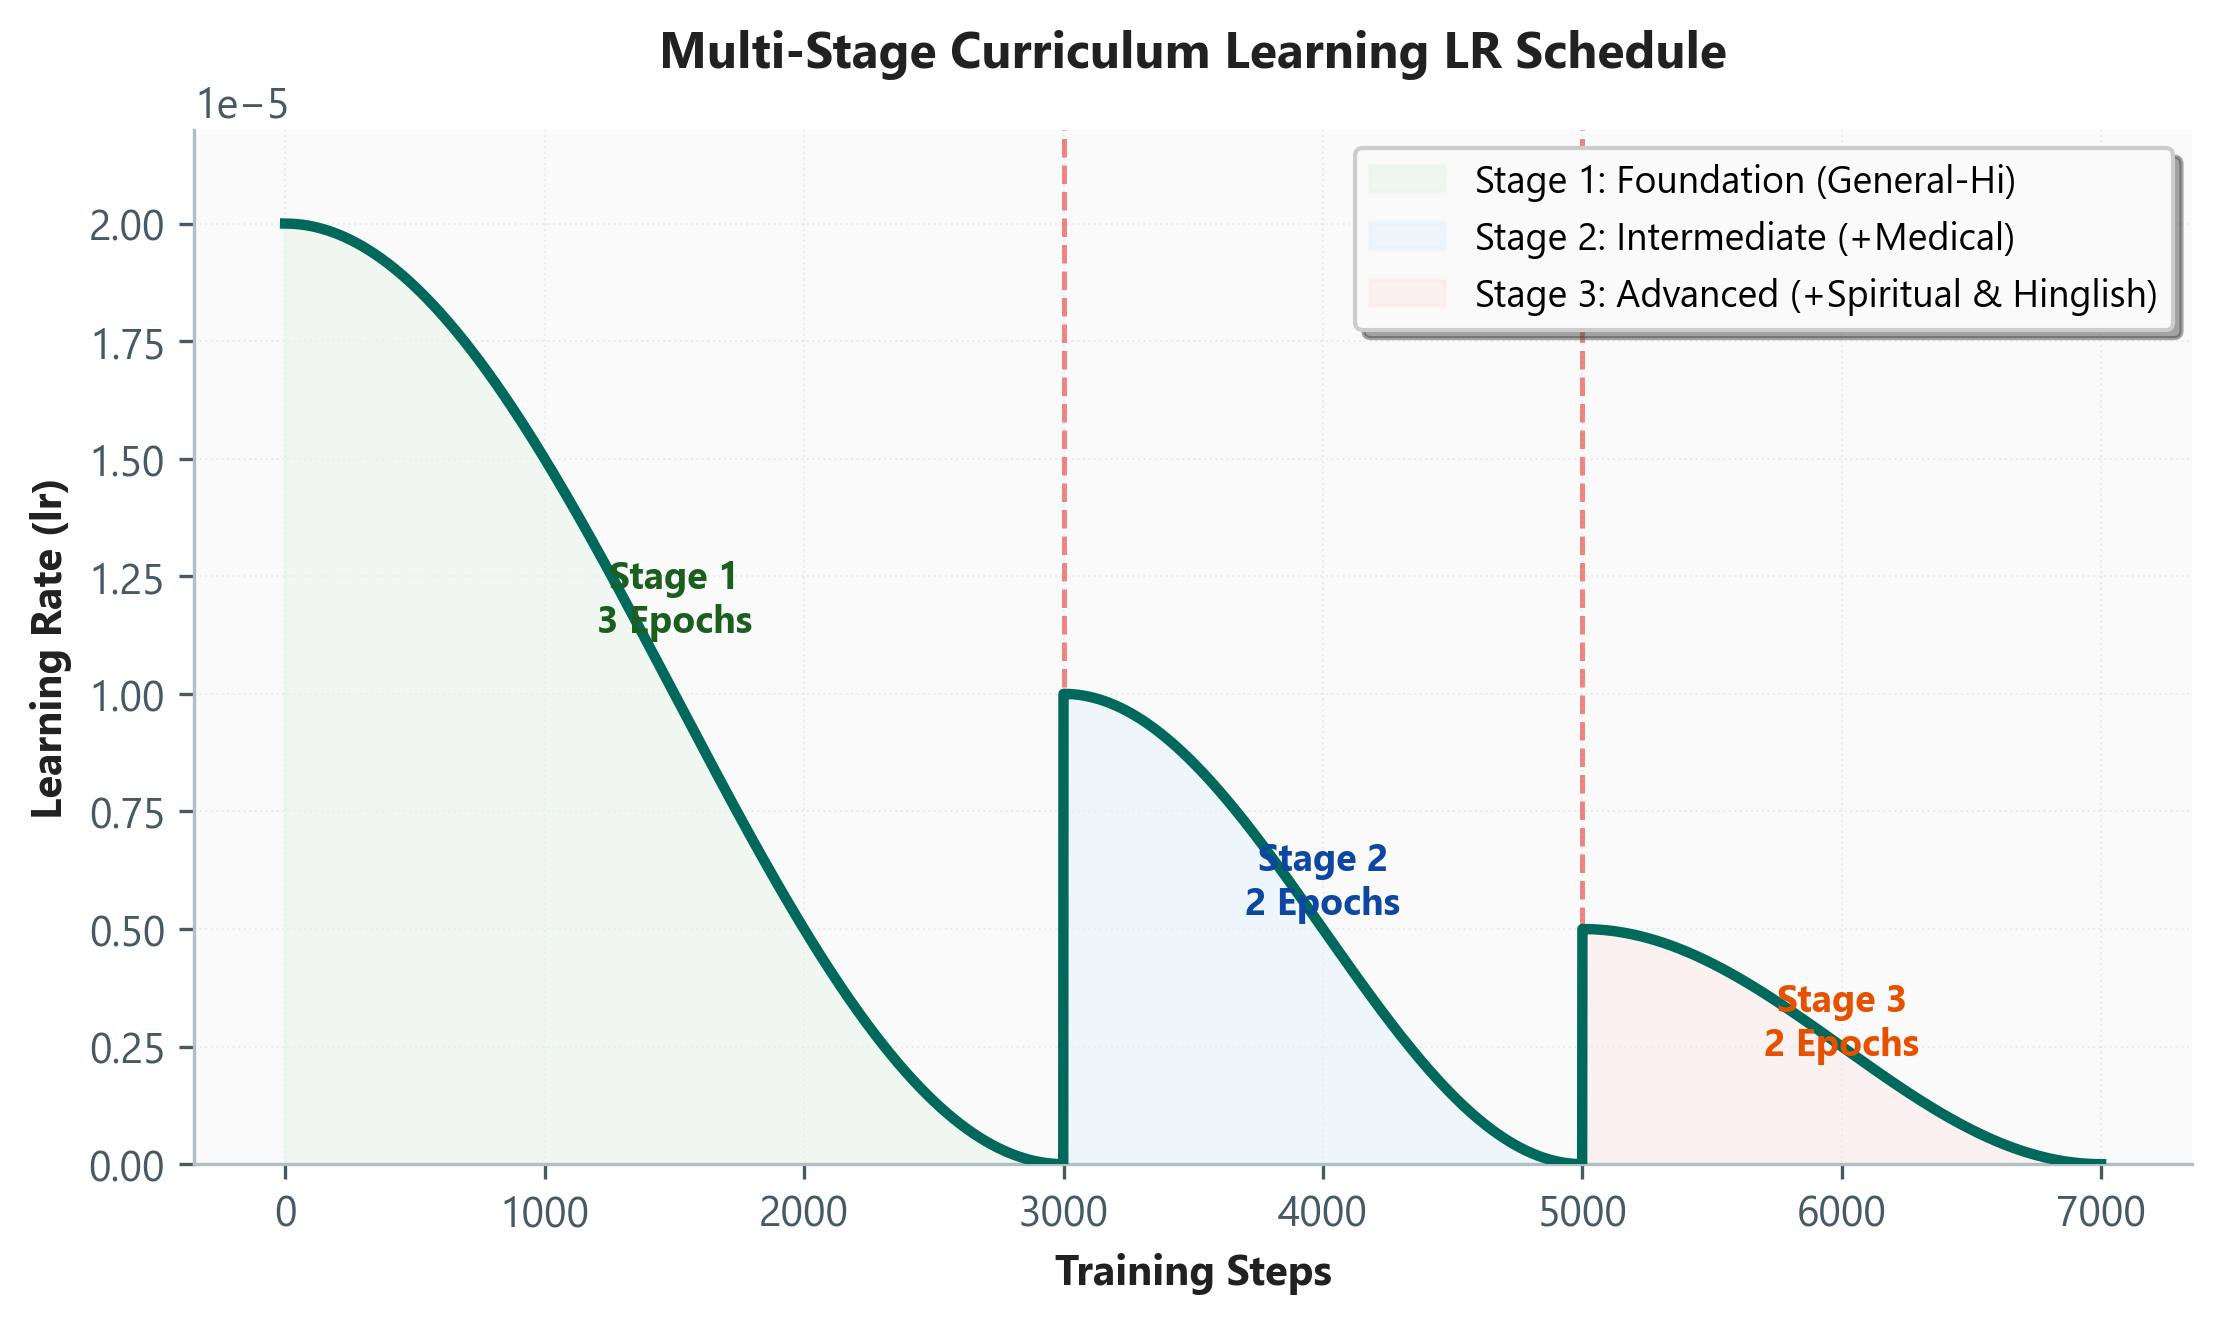 Multi-Stage Curriculum Learning LR Schedule
1e−5
Stage 1: Foundation (General-Hi)
Stage 2: Intermediate (+Medical)
Stage 3: Advanced (+Spiritual & Hinglish)
Learning Rate (lr)
2.00
1.75
1.50
1.25
1.00
0.75
0.50
0.25
0.00
Stage 1
3 Epochs
Stage 2
2 Epochs
Stage 3
2 Epochs
0 1000 2000 3000 4000 5000 6000 7000
Training Steps